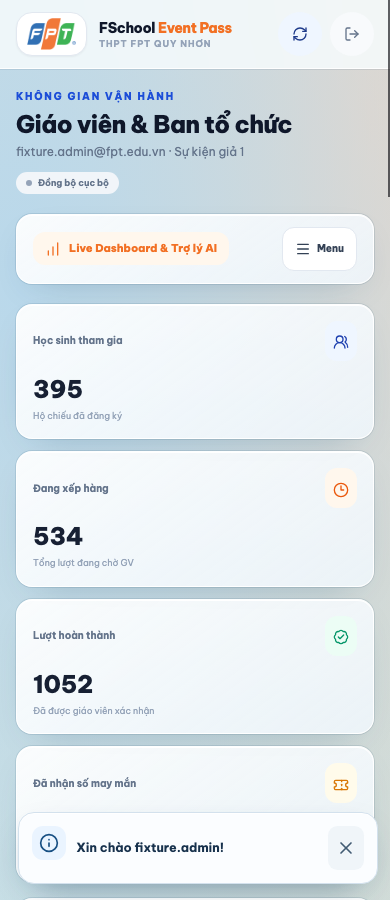 FPT
FSchool Event Pass
THPT FPT QUY NHƠN
KHÔNG GIAN VẬN HÀNH
Giáo viên & Ban tổ chức
fixture.admin@fpt.edu.vn · Sự kiện giả 1
Đồng bộ cục bộ
Live Dashboard & Trợ lý AI
Menu
Học sinh tham gia
395
Hộ chiếu đã đăng ký
Đang xếp hàng
534
Tổng lượt đang chờ GV
Lượt hoàn thành
1052
Đã được giáo viên xác nhận
Đã nhận số may mắn
Xin chào fixture.admin!